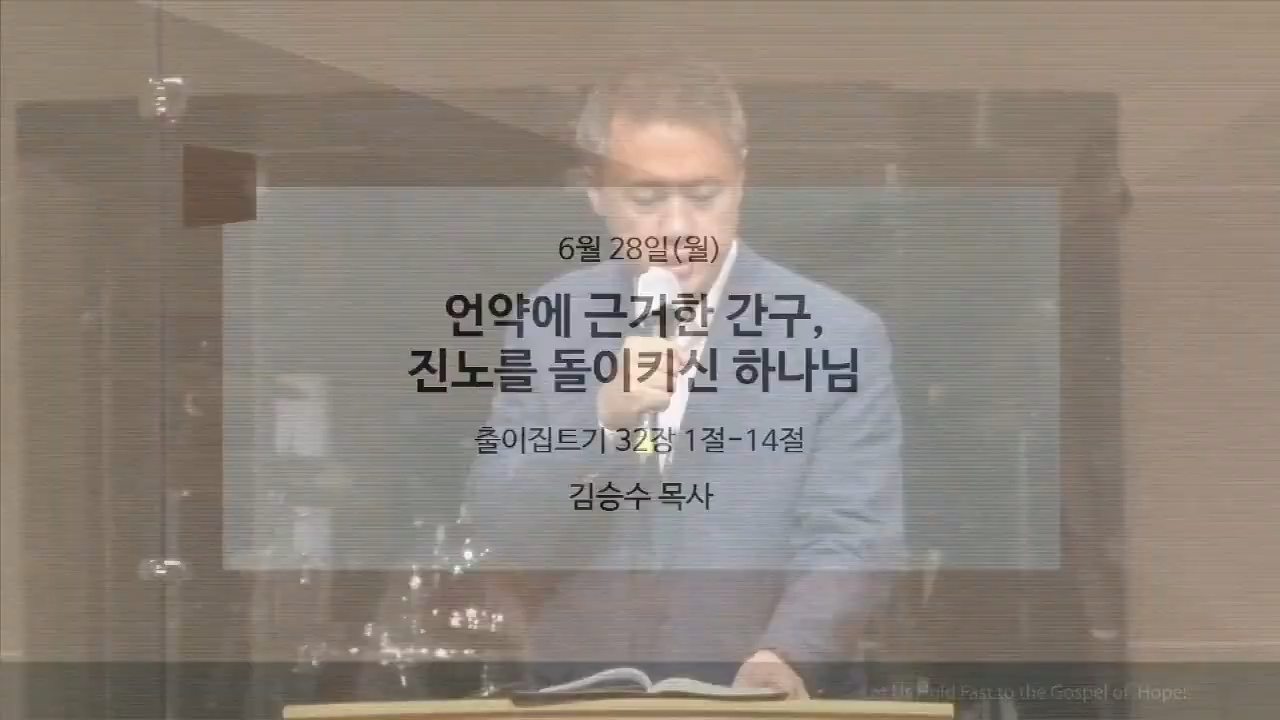 6월 28일(월)
언약에 근거한 간구,
진노를 돌이키신 하나님
출이집트기 32장 1절-14절
김승수 목사
Let Us Hold Fast to the Gospel of Hope!